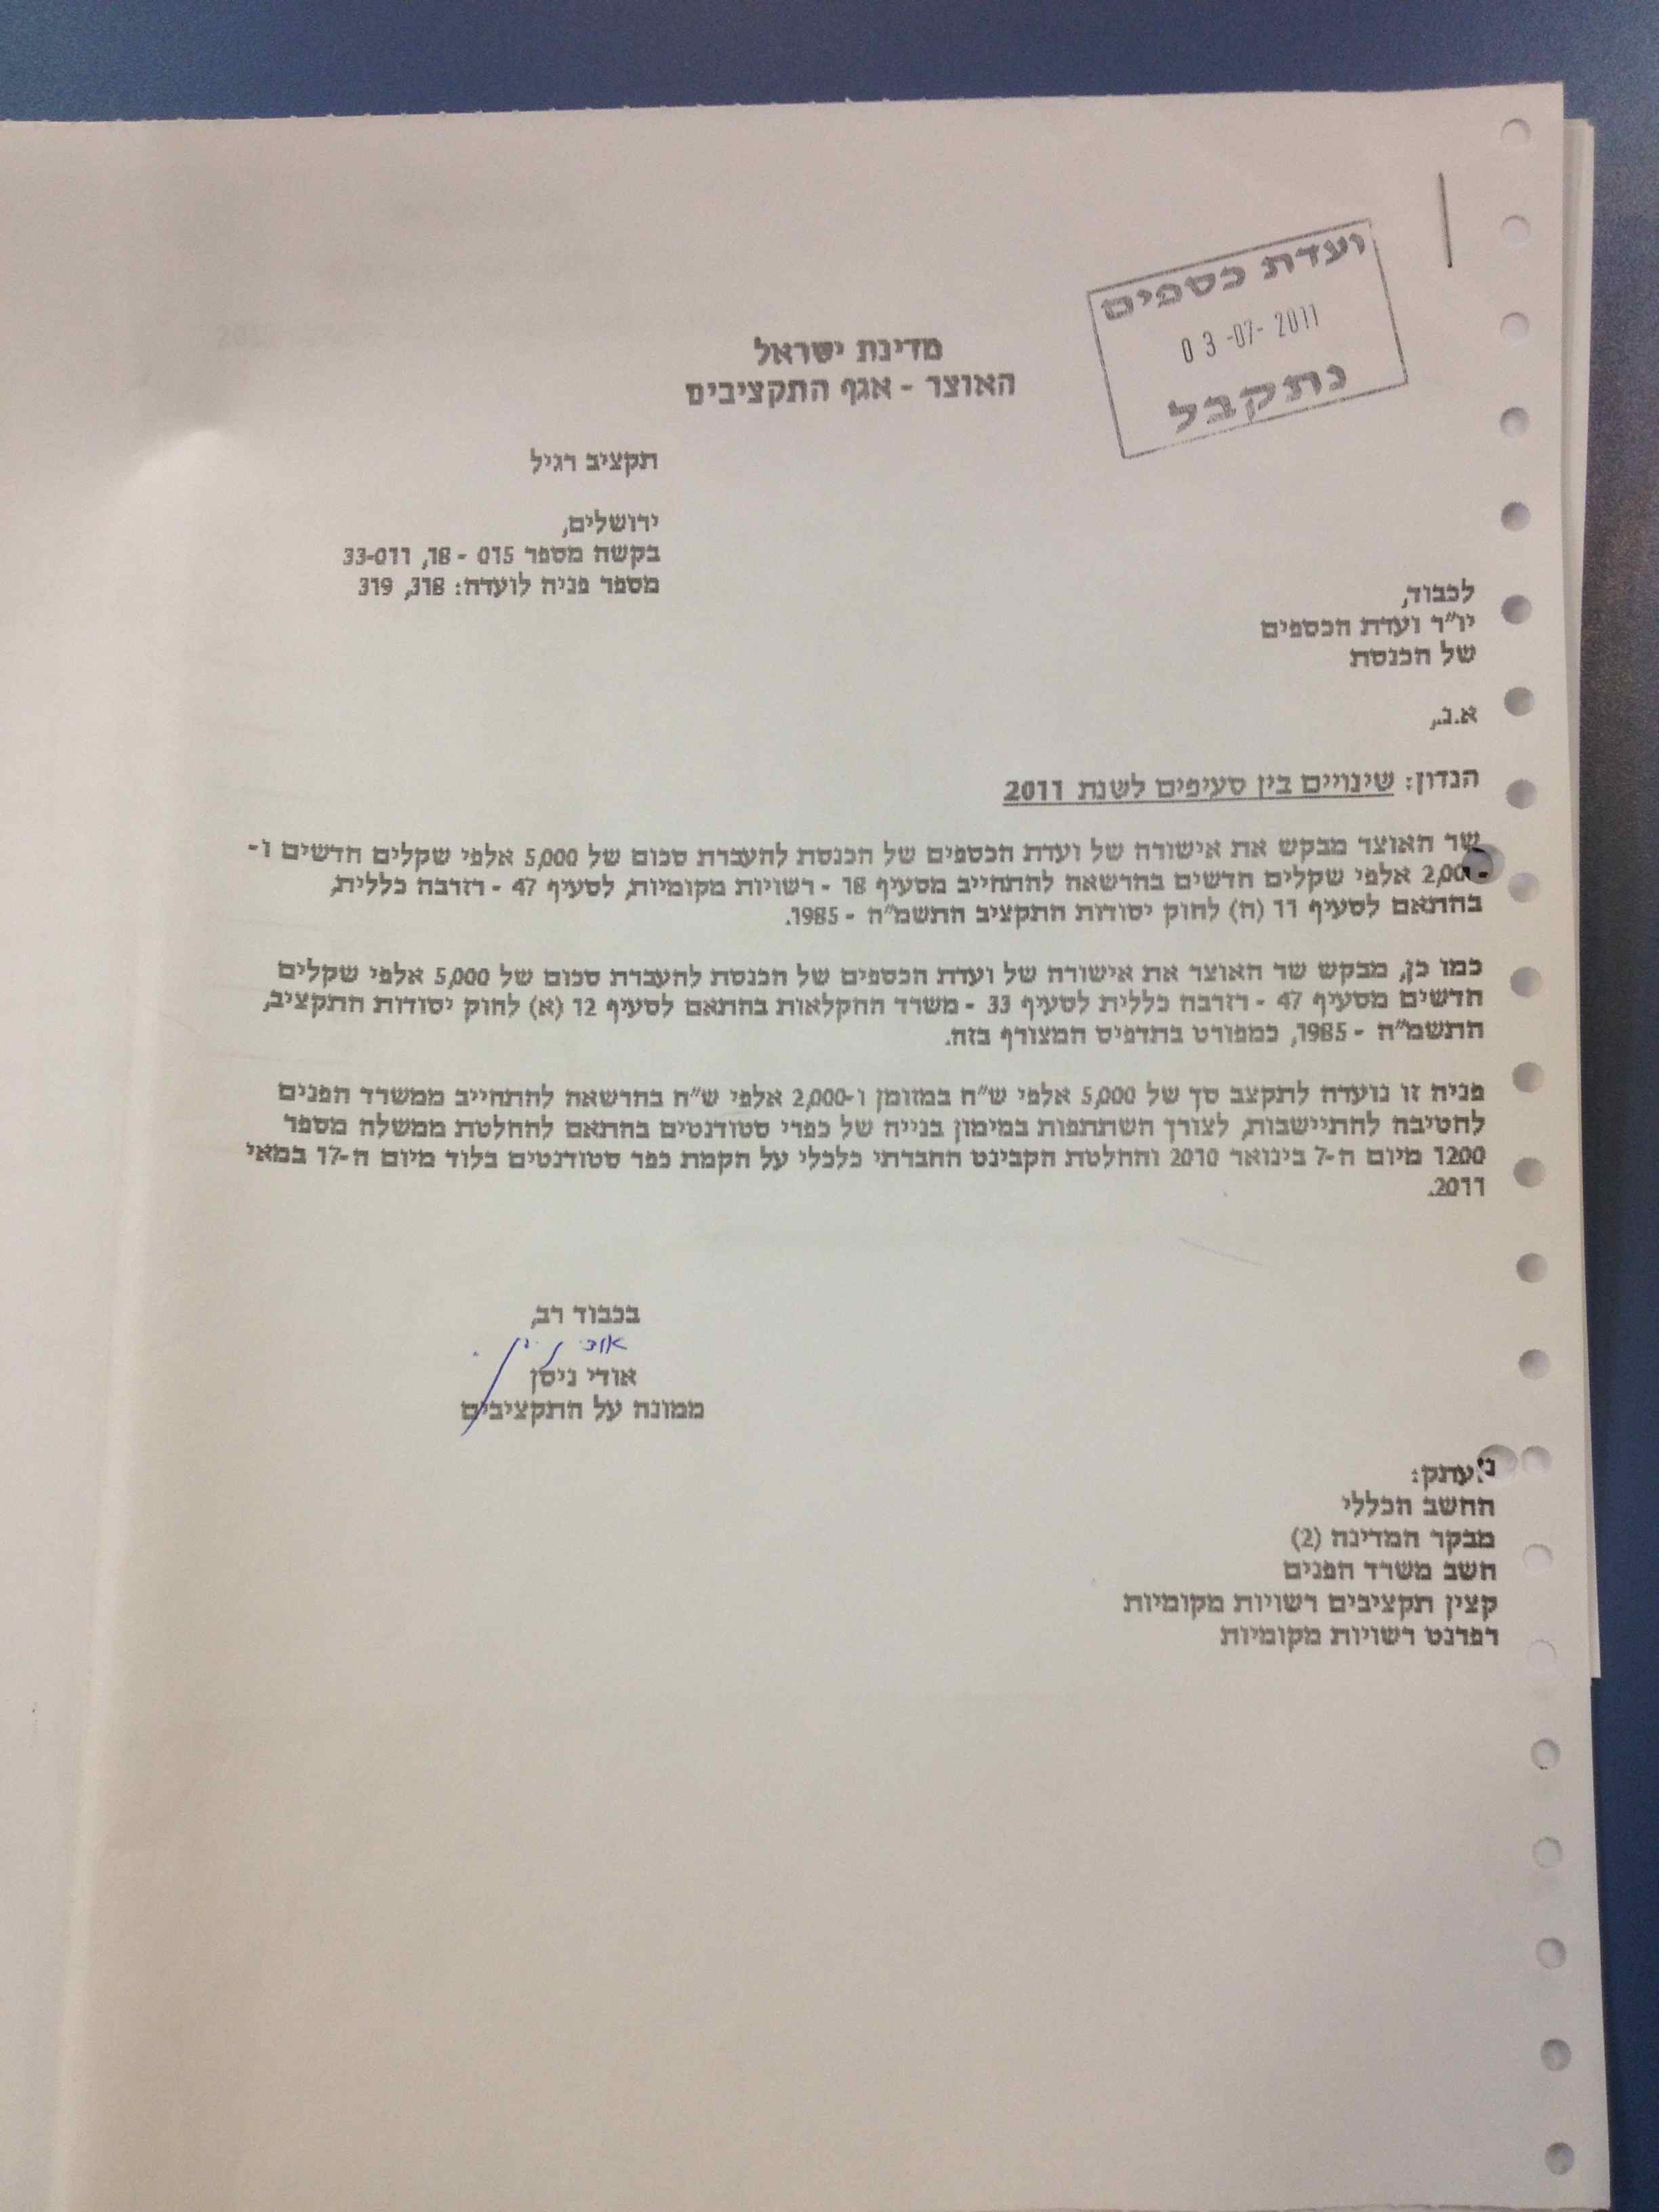 ועדת כספים
03-07-2011
נתקבל
מדינת ישראל
האוצר - אגף התקציבים
תקציב רגיל
ירושלים,
בקשה מספר 015 - 18, 33-011
מספר פניה לועדה: 318, 319
לכבוד,
יו"ר ועדת הכספים
של הכנסת
א.נ.,
הנדון: שינויים בין סעיפים לשנת 2011
שר האוצר מבקש את אישורה של ועדת הכספים של הכנסת להעברת סכום של 5,000 אלפי שקלים חדשים ו-
2,000 אלפי שקלים חדשים בהרשאה להתחייב מסעיף 18 - רשויות מקומיות, לסעיף 47 - רזרבה כללית,
בהתאם לסעיף 11 (ה) לחוק יסודות התקציב התשמ"ה - 1985.
כמו כן, מבקש שר האוצר את אישורה של ועדת הכספים של הכנסת להעברת סכום של 5,000 אלפי שקלים
חדשים מסעיף 47 - רזרבה כללית לסעיף 33 - משרד החקלאות בהתאם לסעיף 12 (א) לחוק יסודות התקציב,
התשמ"ה - 1985, כמפורט בתדפיס המצורף בזה.
פניה זו נועדה לתקצב סך של 5,000 אלפי ש"ח במזומן ו-2,000 אלפי ש"ח בהרשאה להתחייב ממשרד הפנים
לחטיבה להתיישבות, לצורך השתתפות במימון בנייה של כפרי סטודנטים בהתאם להחלטת ממשלה מספר
1200 מיום ה-7 בינואר 2010 והחלטת הקבינט החברתי כלכלי על הקמת כפר סטודנטים בלוד מיום ה-17 במאי
2011.
בכבוד רב,
אודי ניסן
ממונה על התקציבים
העתק:
החשב הכללי
מבקר המדינה (2)
חשב משרד הפנים
קצין תקציבים רשויות מקומיות
רפרנט רשויות מקומיות